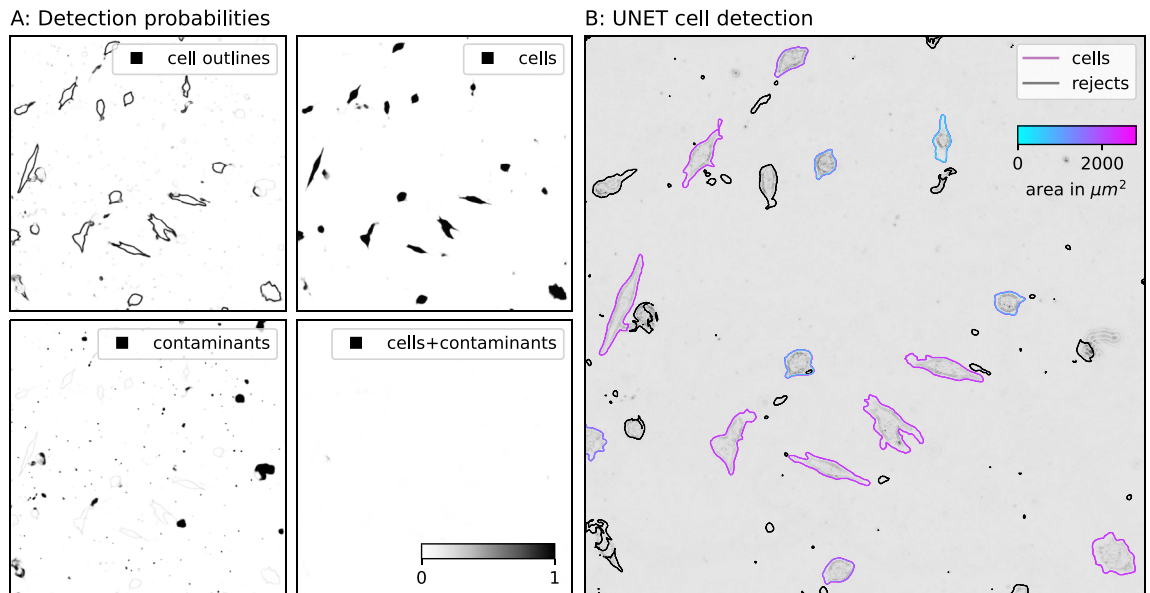 A: Detection probabilities
cell outlines
cells
contaminants
cells+contaminants
0 1
B: UNET cell detection
cells
rejects
0 2000
area in μm²